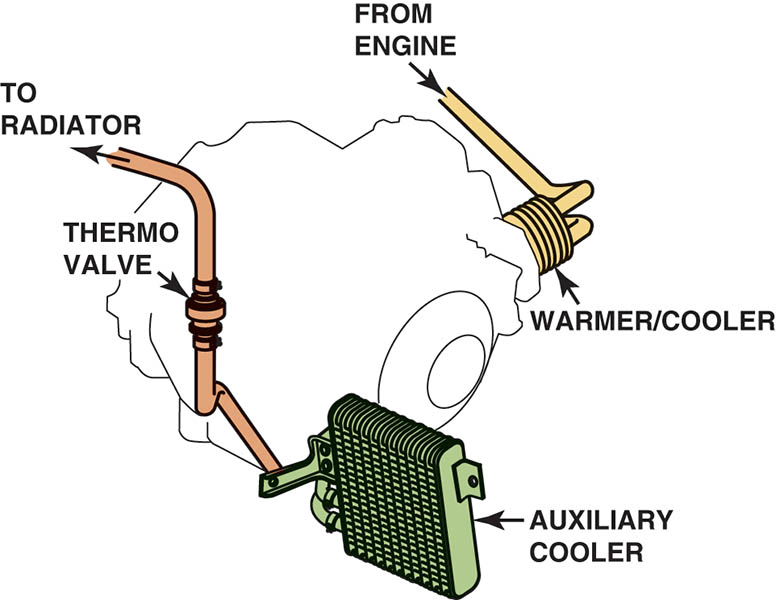 FROM
ENGINE
TO
RADIATOR
THERMO
VALVE
WARMER/COOLER
AUXILIARY
COOLER